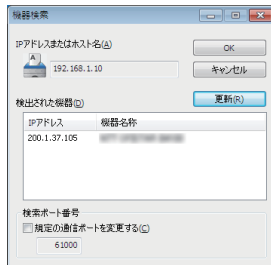 機器検索
IPアドレスまたはホスト名(A)
192.168.1.10
OK
キャンセル
検出された機器(D)
更新(R)
IPアドレス 機器名称
200.1.37.105
検索ポート番号
規定の通信ポートを変更する(C)
61000